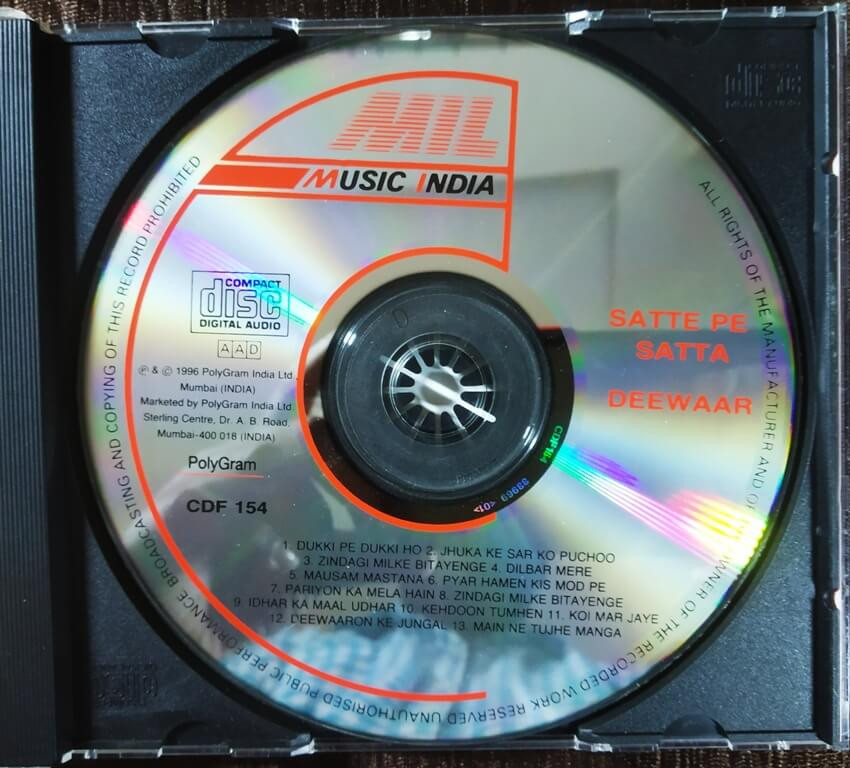 MIL
MUSIC INDIA
COMPACT
disc
DIGITAL AUDIO
AAD
℗ & © 1996 PolyGram India Ltd.
Mumbai (INDIA)
Marketed by PolyGram India Ltd.
Sterling Centre, Dr. A. B. Road,
Mumbai-400 018 (INDIA)
PolyGram
CDF 154
SATTE PE
SATTA
DEEWAAR
1. DUKKI PE DUKKI HO 2. JHUKA KE SAR KO PUCHOO
3. ZINDAGI MILKE BITAYENGE 4. DILBAR MERE
5. MAUSAM MASTANA 6. PYAR HAMEN KIS MOD PE
7. PARIYON KA MELA HAIN 8. ZINDAGI MILKE BITAYENGE
9. IDHAR KA MAAL UDHAR 10. KEHDOON TUMHEN 11. KOI MAR JAYE
12. DEEWAARON KE JUNGAL 13. MAIN NE TUJHE MANGA
ALL RIGHTS OF THE MANUFACTURER AND OF OWNER OF THE RECORDED WORK RESERVED UNAUTHORISED PUBLIC PERFORMANCE BROADCASTING AND COPYING OF THIS RECORD PROHIBITED
CDF154
33969